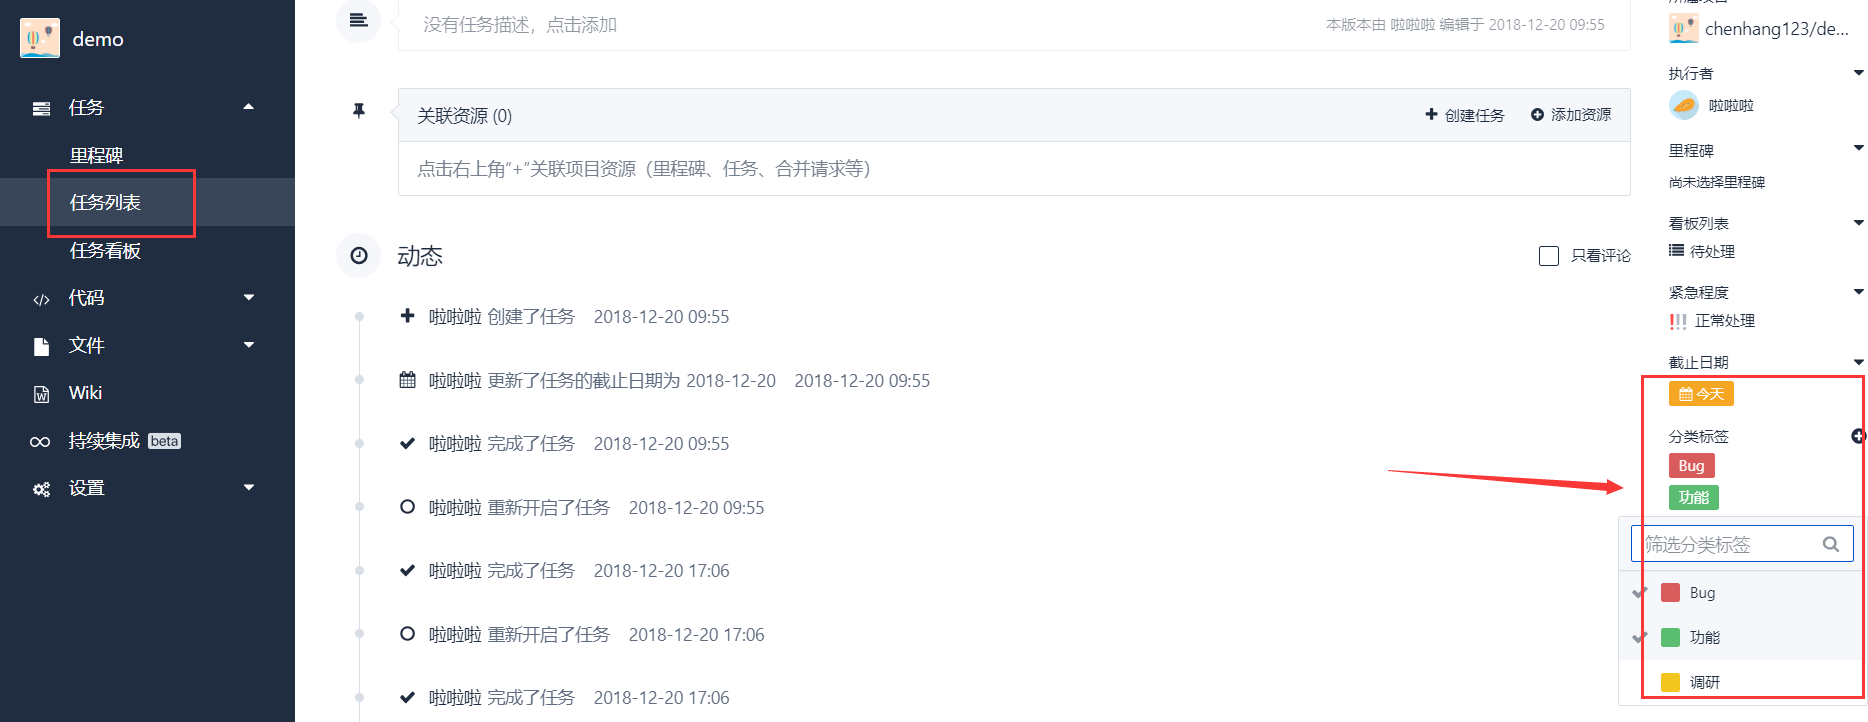 demo
任务
里程碑
任务列表
任务看板
代码
文件
Wiki
持续集成 beta
设置
没有任务描述，点击添加
本版本由 啦啦啦 编辑于 2018-12-20 09:55
关联资源 (0)
创建任务
添加资源
点击右上角“+”关联项目资源（里程碑、任务、合并请求等）
动态
只看评论
啦啦啦 创建了任务 2018-12-20 09:55
啦啦啦 更新了任务的截止日期为 2018-12-20 2018-12-20 09:55
啦啦啦 完成了任务 2018-12-20 09:55
啦啦啦 重新开启了任务 2018-12-20 09:55
啦啦啦 完成了任务 2018-12-20 17:06
啦啦啦 重新开启了任务 2018-12-20 17:06
啦啦啦 完成了任务 2018-12-20 17:06
chenhang123/de...
执行者
啦啦啦
里程碑
尚未选择里程碑
看板列表
待处理
紧急程度
正常处理
截止日期
今天
分类标签
Bug
功能
筛选分类标签
Bug
功能
调研